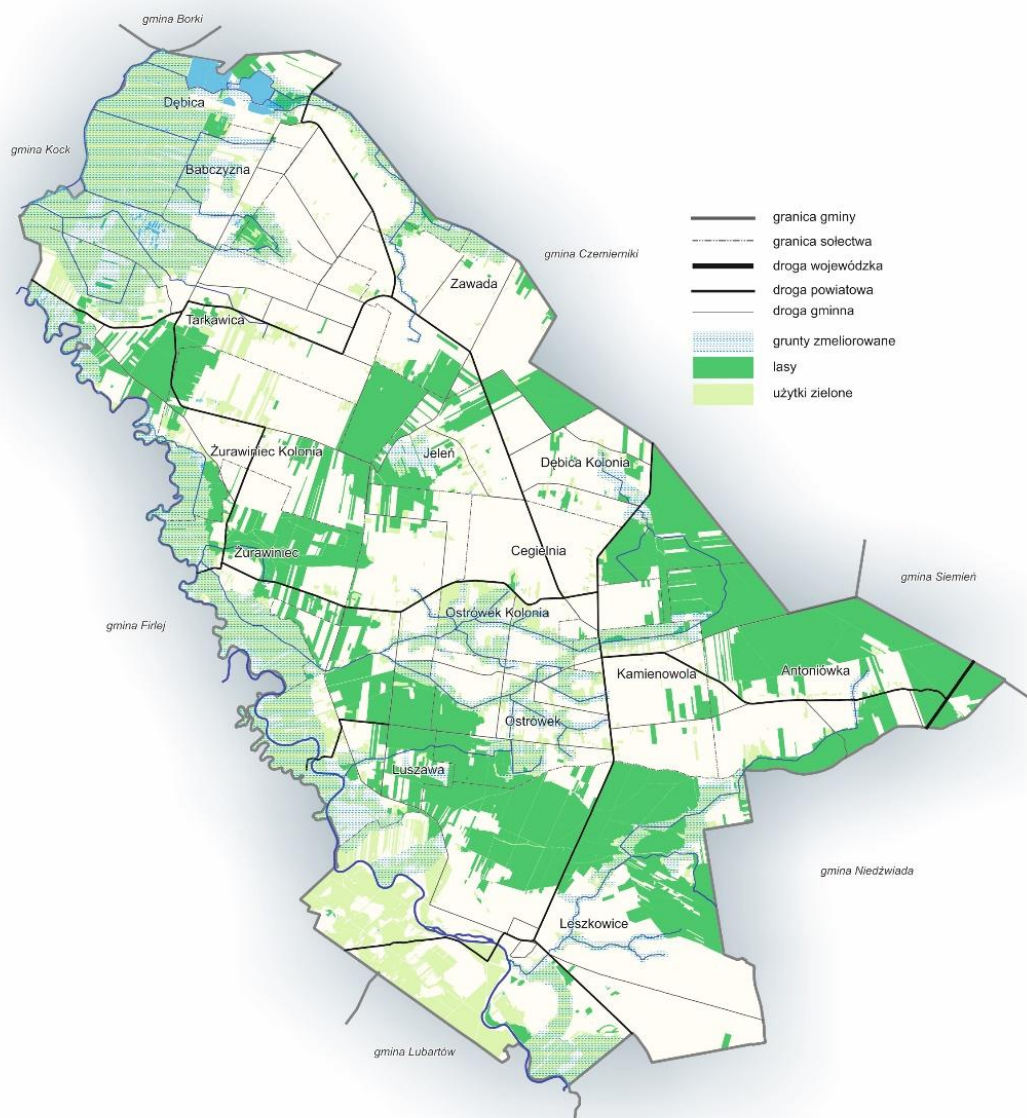 gmina Borki
Dębica
gmina Kock
Babczyzna
granica gminy
granica sołectwa
droga wojewódzka
droga powiatowa
droga gminna
grunty zmeliorowane
lasy
użytki zielone
gmina Czemierniki
Zawada
Tarkawica
Żurawiniec Kolonia
Jeleń
Dębica Kolonia
Żurawiniec
Cegielnia
gmina Siemień
Ostrówek Kolonia
gmina Firlej
Kamienowola
Antoniówka
Ostrówek
Luszawa
gmina Niedźwiada
Leszkowice
gmina Lubartów